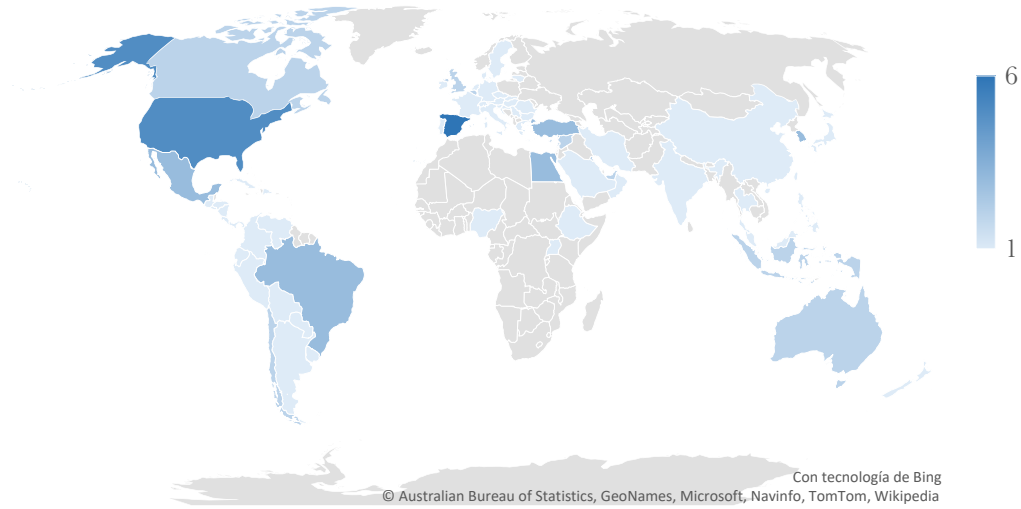 6
1
Con tecnología de Bing
© Australian Bureau of Statistics, GeoNames, Microsoft, Navinfo, TomTom, Wikipedia